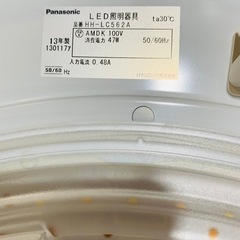 Panasonic
LED照明器具 ta30℃
品番 HH-LC562A
AMDK 100V
消費電力 47W 50/60Hz
13年製
130117Y
入力電流 0.48A
50/60 Hz